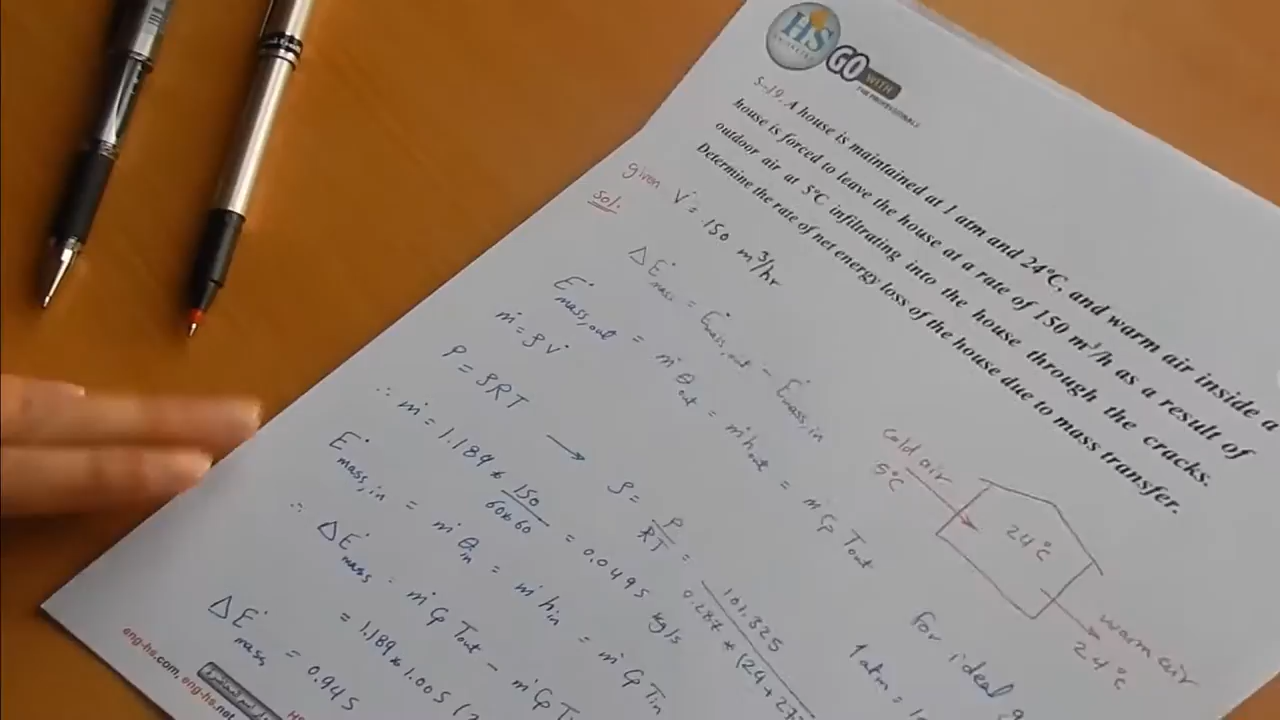 HS
GO WITH
THE PROFESSIONALS
5-19. A house is maintained at 1 atm and 24°C, and warm air inside a
house is forced to leave the house at a rate of 150 m³/h as a result of
outdoor air at 5°C infiltrating into the house through the cracks.
Determine the rate of net energy loss of the house due to mass transfer.
given V̇ = 150 m³/hr
sol.
ΔĖmass = Ėmass,out - Ėmass,in
Ėmass,out = ṁ θout = ṁ hout = ṁ Cp Tout
ṁ = ρV̇
P = ρRT → ρ = P/RT = 101.325 / 0.287 * (24 + 27
for ideal
1 atm =
∴ ṁ = 1.189 * 150/60*60 = 0.0495 kg/s
Ėmass,in = ṁ θin = ṁ hin = ṁ Cp Tin
∴ ΔĖmass = ṁ Cp Tout - ṁ Cp T
= 1.189 * 1.005 (2
ΔĖmass = 0.945
cold air
5°C
24°C
warm air
24°C
eng-hs.com, eng-hs.net